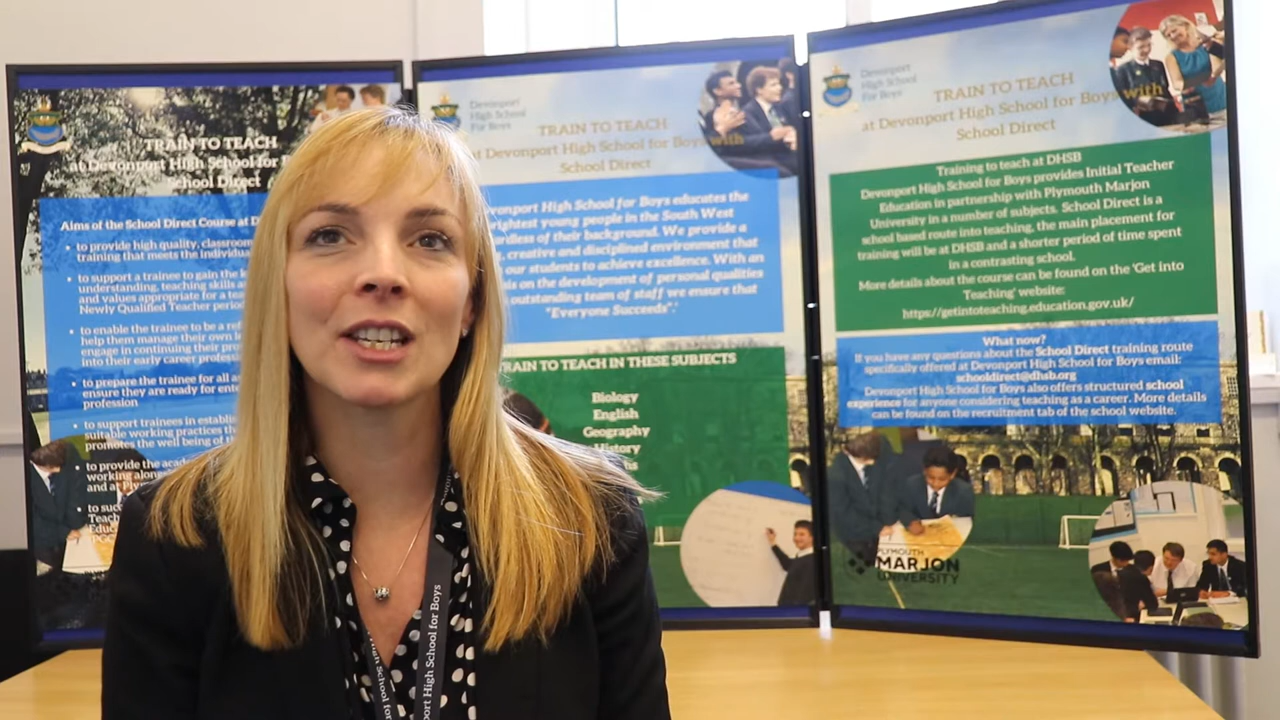 TRAIN TO TEACH
at Devonport High School for
School Direct
Aims of the School Direct Course at
to provide high quality, classroom
training that meets the individual
to support a trainee to gain the
understanding, teaching skills
and values appropriate for a
Newly Qualified Teacher
to enable the trainee to be a
help them manage their own
engage in continuing their
into their early career
to prepare the trainee for all
ensure they are ready for
profession
to support trainees in
suitable working practices
promotes the well being of
to provide the
working
and at
to
Devonport
High School
For Boys
TRAIN TO TEACH
at Devonport High School for Boys with
School Direct
Devonport High School for Boys educates the
brightest young people in the South West
regardless of their background. We provide a
, creative and disciplined environment that
our students to achieve excellence. With an
on the development of personal qualities
outstanding team of staff we ensure that
"Everyone Succeeds".'
TRAIN TO TEACH IN THESE SUBJECTS
Biology
English
Geography
History
Devonport
High School
For Boys
TRAIN TO TEACH
at Devonport High School for Boys with
School Direct
Training to teach at DHSB
Devonport High School for Boys provides Initial Teacher
Education in partnership with Plymouth Marjon
University in a number of subjects. School Direct is a
school based route into teaching, the main placement for
training will be at DHSB and a shorter period of time spent
in a contrasting school.
More details about the course can be found on the 'Get into
Teaching' website:
https://getintoteaching.education.gov.uk/
What now?
If you have any questions about the School Direct training route
specifically offered at Devonport High School for Boys email:
schooldirect@dhsb.org
Devonport High School for Boys also offers structured school
experience for anyone considering teaching as a career. More details
can be found on the recruitment tab of the school website.
PLYMOUTH
MARJON
UNIVERSITY
School for
port High School for Boys